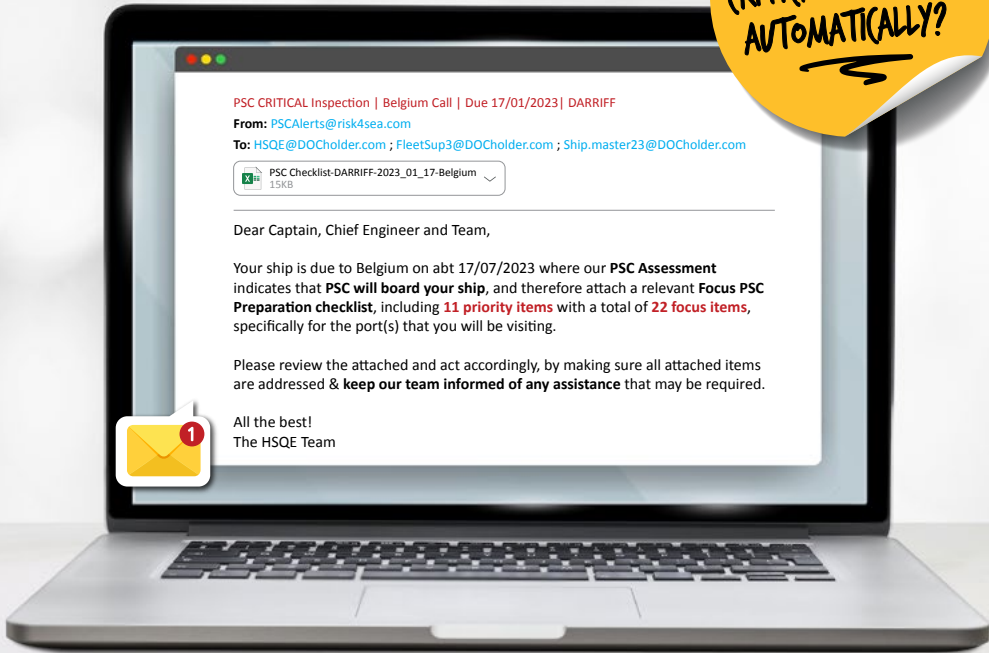 AUTOMATICALLY?
PSC CRITICAL Inspection | Belgium Call | Due 17/01/2023| DARRIFF
From: PSCAlerts@risk4sea.com
To: HSQE@DOCholder.com ; FleetSup3@DOCholder.com ; Ship.master23@DOCholder.com
PSC Checklist-DARRIFF-2023_01_17-Belgium
15KB
Dear Captain, Chief Engineer and Team,
Your ship is due to Belgium on abt 17/07/2023 where our PSC Assessment
indicates that PSC will board your ship, and therefore attach a relevant Focus PSC
Preparation checklist, including 11 priority items with a total of 22 focus items,
specifically for the port(s) that you will be visiting.
Please review the attached and act accordingly, by making sure all attached items
are addressed & keep our team informed of any assistance that may be required.
All the best!
The HSQE Team
1